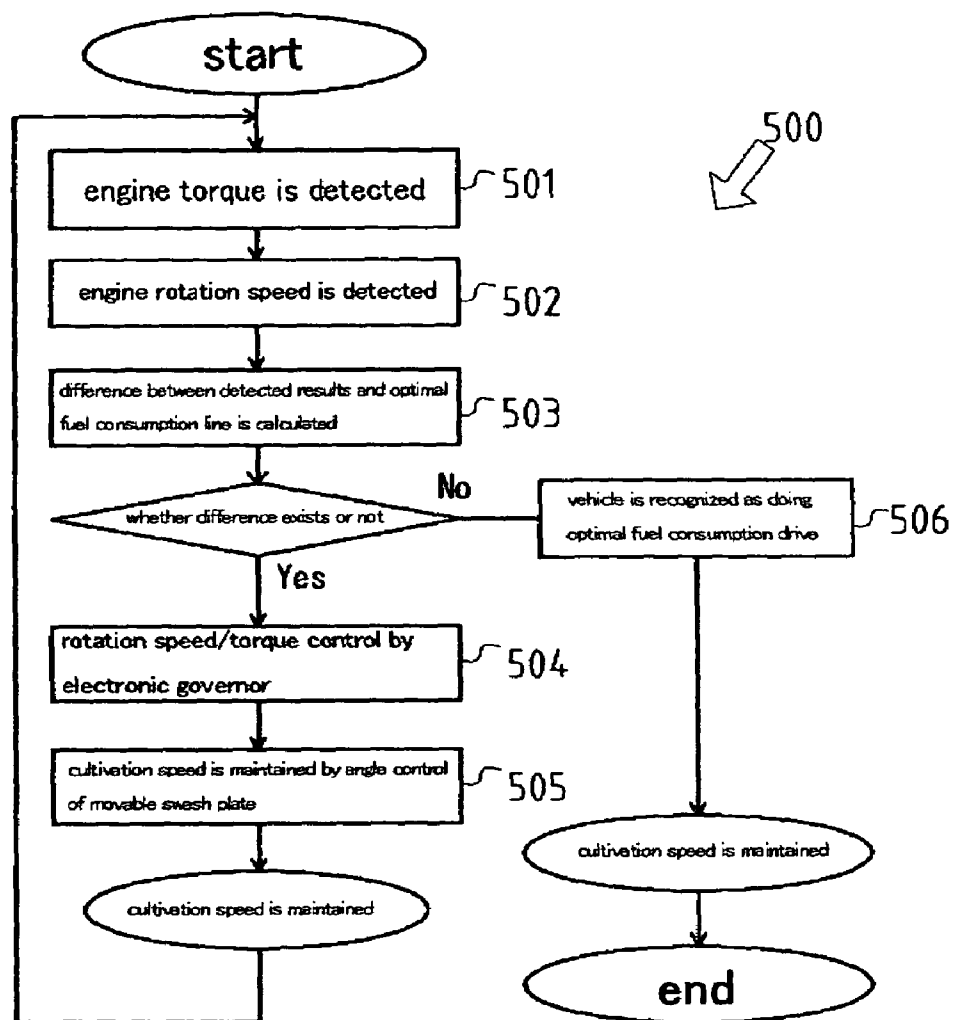 start
500
engine torque is detected
501
engine rotation speed is detected
502
difference between detected results and optimal
fuel consumption line is calculated
503
whether difference exists or not
No
vehicle is recognized as doing
optimal fuel consumption drive
506
Yes
rotation speed/torque control by
electronic governor
504
cultivation speed is maintained by angle control
of movable swesh plate
505
cultivation speed is maintained
cultivation speed is maintained
end